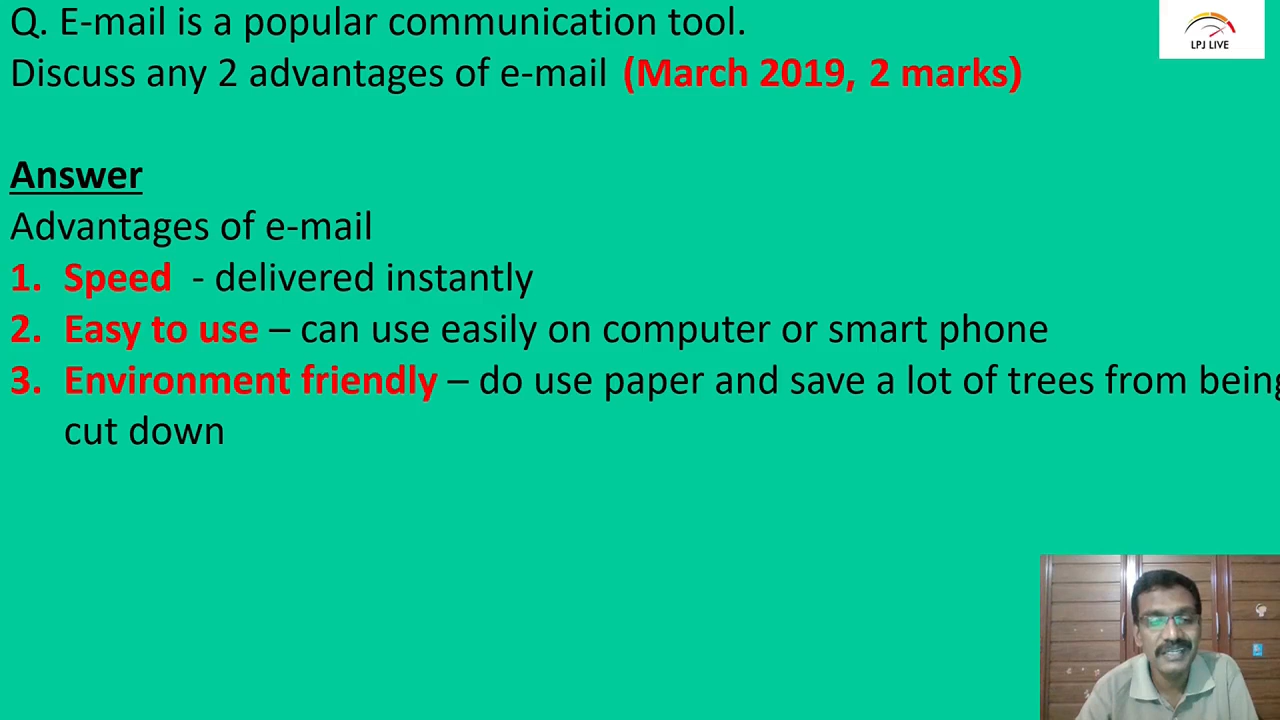 Q. E-mail is a popular communication tool.
LPJ LIVE
Discuss any 2 advantages of e-mail (March 2019, 2 marks)
Answer
Advantages of e-mail
1. Speed - delivered instantly
2. Easy to use – can use easily on computer or smart phone
3. Environment friendly – do use paper and save a lot of trees from being
cut down